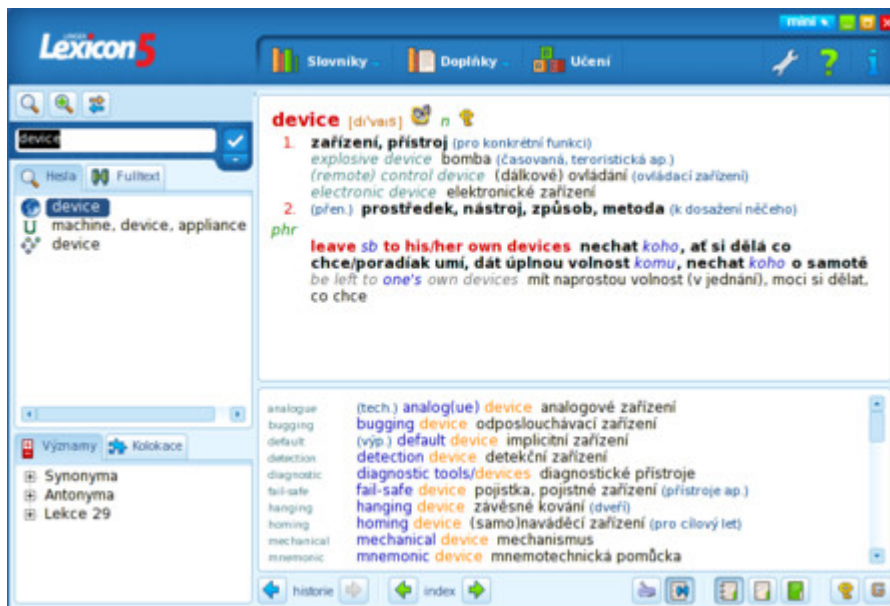 mini
LINGEA
Lexicon5
Slovníky
Doplňky
Učení
device
Hesla
Fulltext
device
machine, device, appliance
device
device [dɪˈvaɪs] n
1. zařízení, přístroj (pro konkrétní funkci)
explosive device bomba (časovaná, teroristická ap.)
(remote) control device (dálkové) ovládání (ovládací zařízení)
electronic device elektronické zařízení
2. (přen.) prostředek, nástroj, způsob, metoda (k dosažení něčeho)
phr
leave sb to his/her own devices nechat koho, ať si dělá co
chce/poradíak umí, dát úplnou volnost komu, nechat koho o samotě
be left to one's own devices mít naprostou volnost (v jednání), moci si dělat,
co chce
Významy
Kolokace
Synonyma
Antonyma
Lekce 29
analogue (tech.) analog(ue) device analogové zařízení
bugging bugging device odposlouchávací zařízení
default (výp.) default device implicitní zařízení
detection detection device detekční zařízení
diagnostic diagnostic tools/devices diagnostické přístroje
fail-safe fail-safe device pojistka, pojistné zařízení (přístroje ap.)
hanging hanging device závěsné kování (dveří)
homing homing device (samo)naváděcí zařízení (pro cílový let)
mechanical mechanical device mechanismus
mnemonic mnemonic device mnemotechnická pomůcka
historie
index